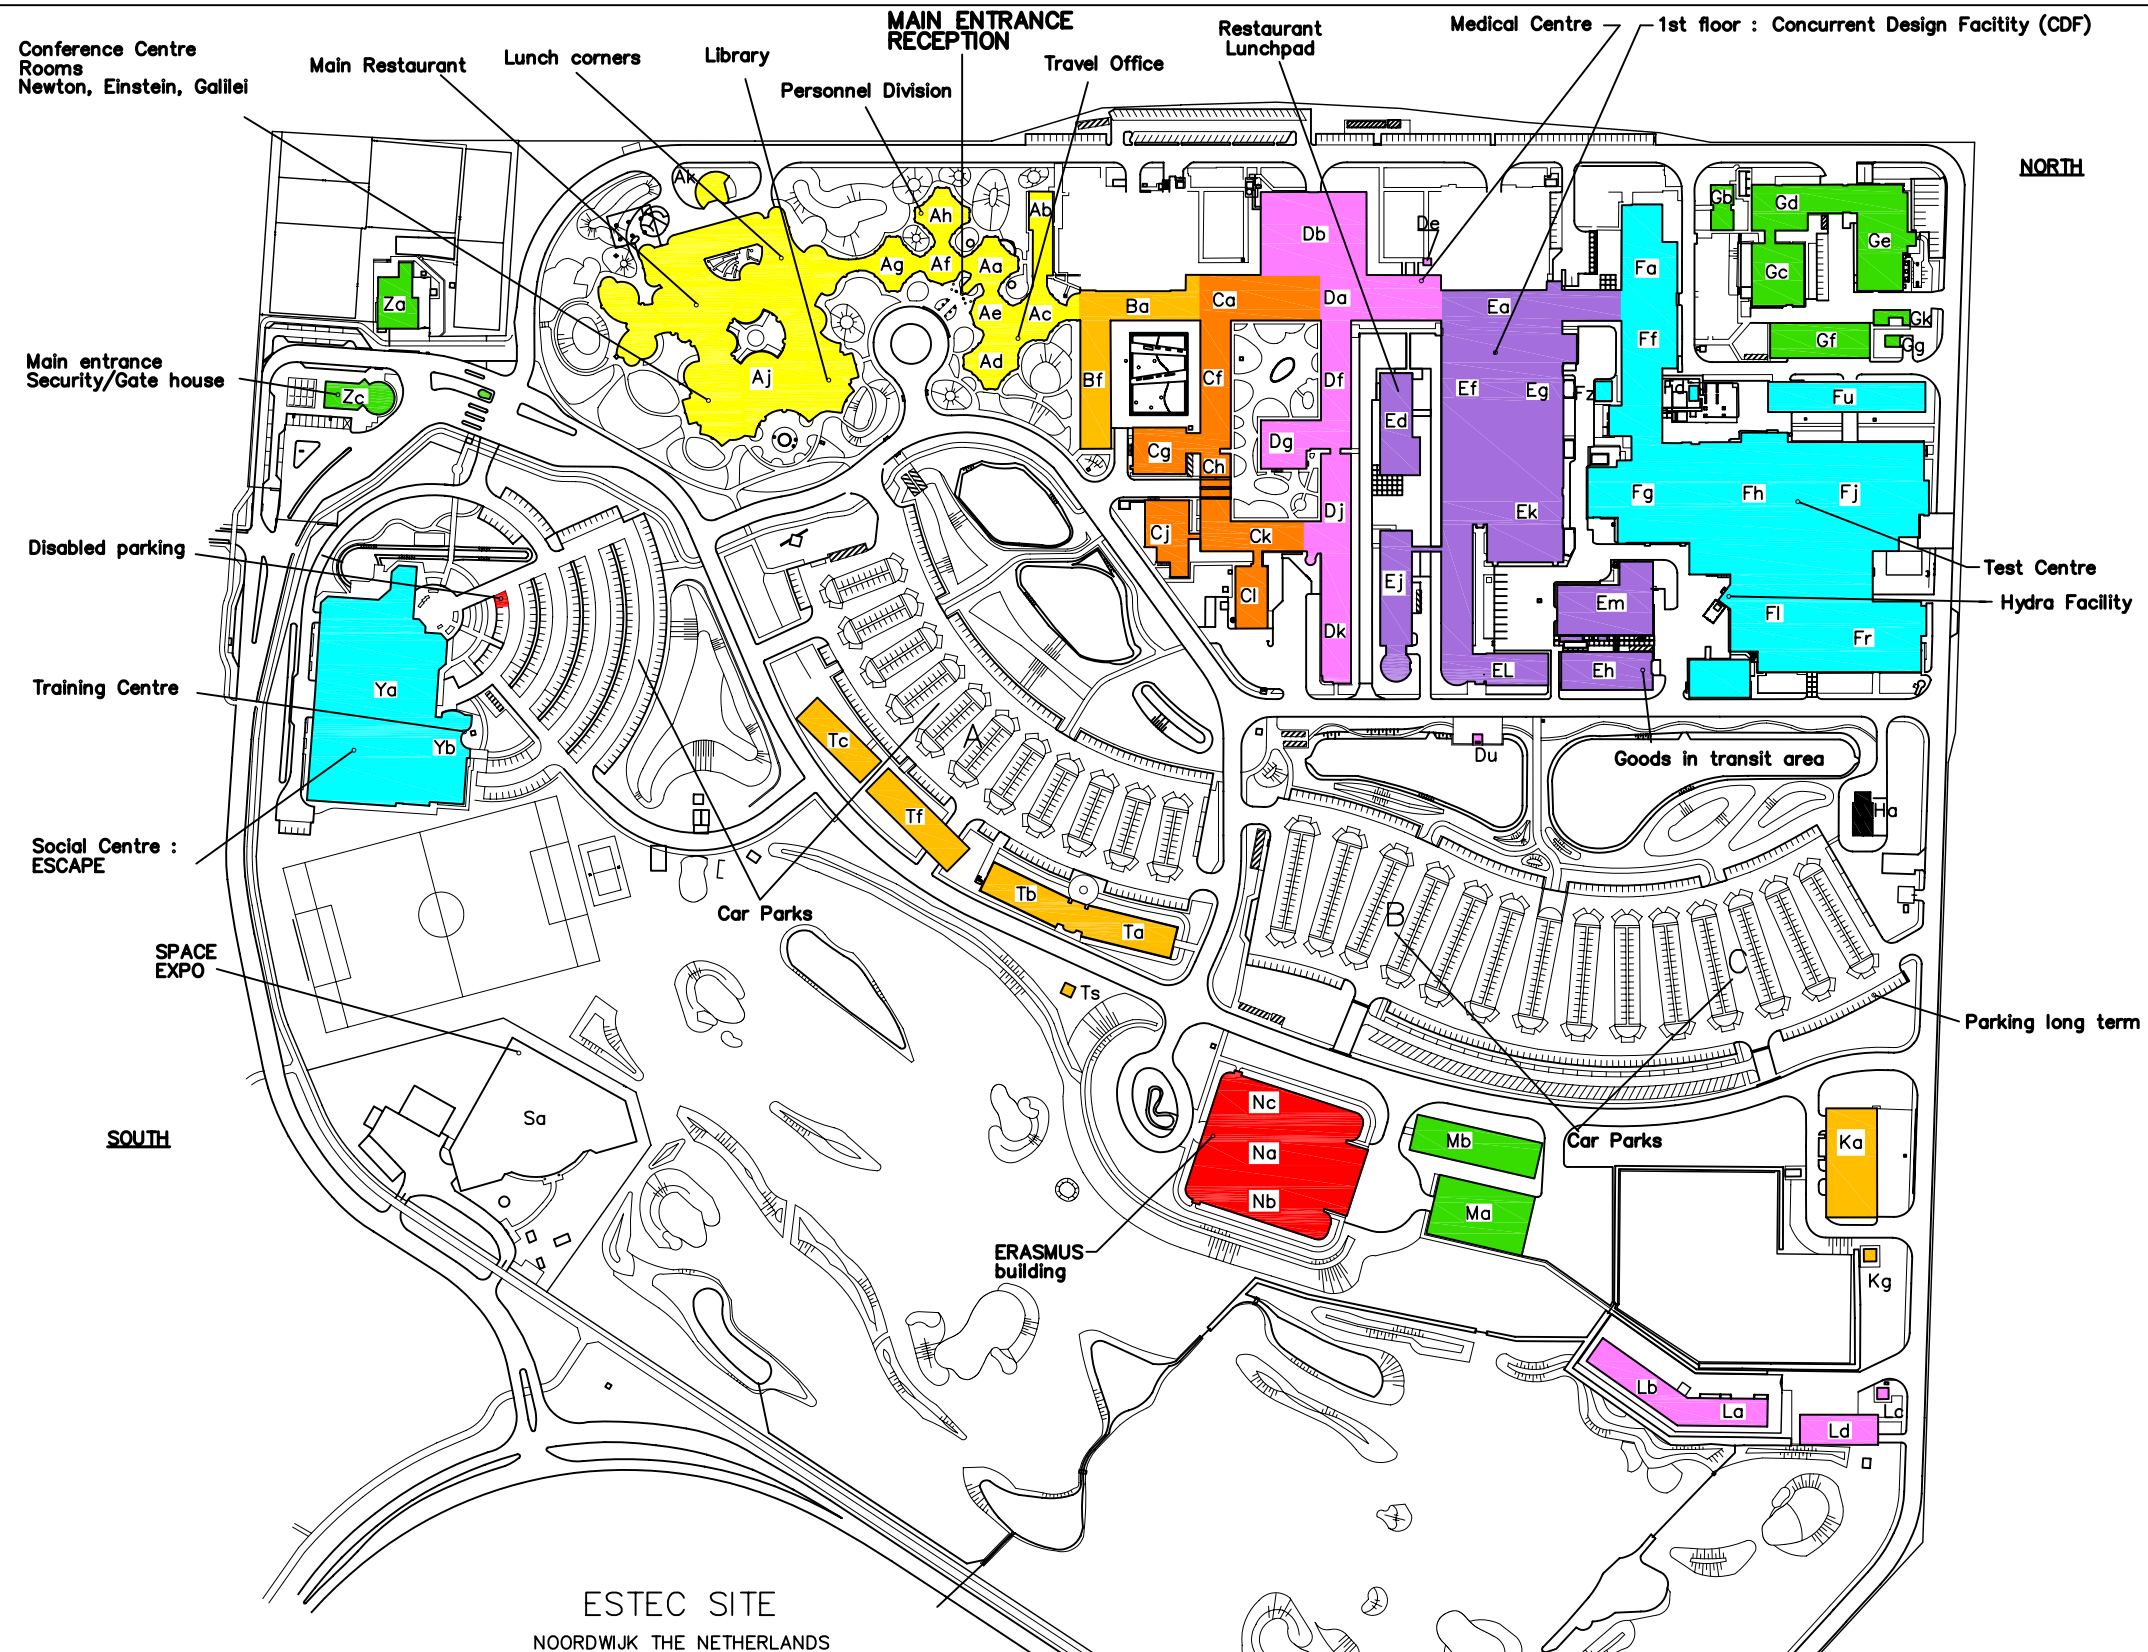 MAIN ENTRANCE
RECEPTION
Restaurant
Lunchpad
Medical Centre
1st floor : Concurrent Design Facitity (CDF)
Conference Centre
Rooms
Newton, Einstein, Galilei
Main Restaurant
Lunch corners
Library
Personnel Division
Travel Office
NORTH
Ak
Ah
Ab
Ag
Af
Aa
Ae
Ac
Ad
Aj
Za
Zc
Main entrance
Security/Gate house
Ba
Bf
Ca
Cf
Cg
Ch
Cj
Ck
Cl
Db
De
Da
Df
Dg
Dj
Dk
Ea
Ef
Eg
Ed
Ek
Ej
Em
EL
Eh
Fa
Ff
Fz
Fd
Fu
Fg
Fh
Fj
Fl
Fr
Gb
Gd
Ge
Gc
Gk
Gf
Gg
Disabled parking
Test Centre
Hydra Facility
Ya
Training Centre
Yb
Social Centre :
ESCAPE
Tc
A
Tf
Tb
Ta
Ts
Du
Goods in transit area
Ha
Car Parks
B
C
SPACE
EXPO
Parking long term
Sa
SOUTH
Nc
Na
Nb
Mb
Ma
Car Parks
Ka
Kg
ERASMUS
building
Lb
La
Lc
Ld
ESTEC SITE
NOORDWIJK THE NETHERLANDS